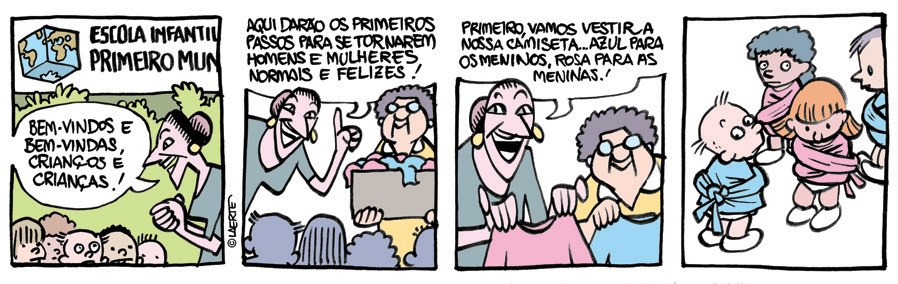 ESCOLA INFANTIL
PRIMEIRO MUN
BEM-VINDOS E
BEM-VINDAS,
CRIANÇOS E
CRIANÇAS!
©LAERTE
AQUI DARÃO OS PRIMEIROS
PASSOS PARA SE TORNAREM
HOMENS E MULHERES
NORMAIS E FELIZES!
PRIMEIRO, VAMOS VESTIR A
NOSSA CAMISETA... AZUL PARA
OS MENINOS, ROSA PARA AS
MENINAS!